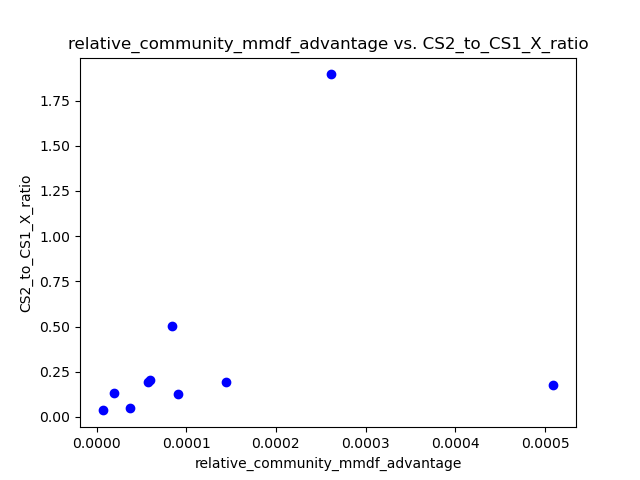 relative_community_mmdf_advantage vs. CS2_to_CS1_X_ratio
1.75
1.50
1.25
1.00
0.75
0.50
0.25
0.00
CS2_to_CS1_X_ratio
0.0000 0.0001 0.0002 0.0003 0.0004 0.0005
relative_community_mmdf_advantage